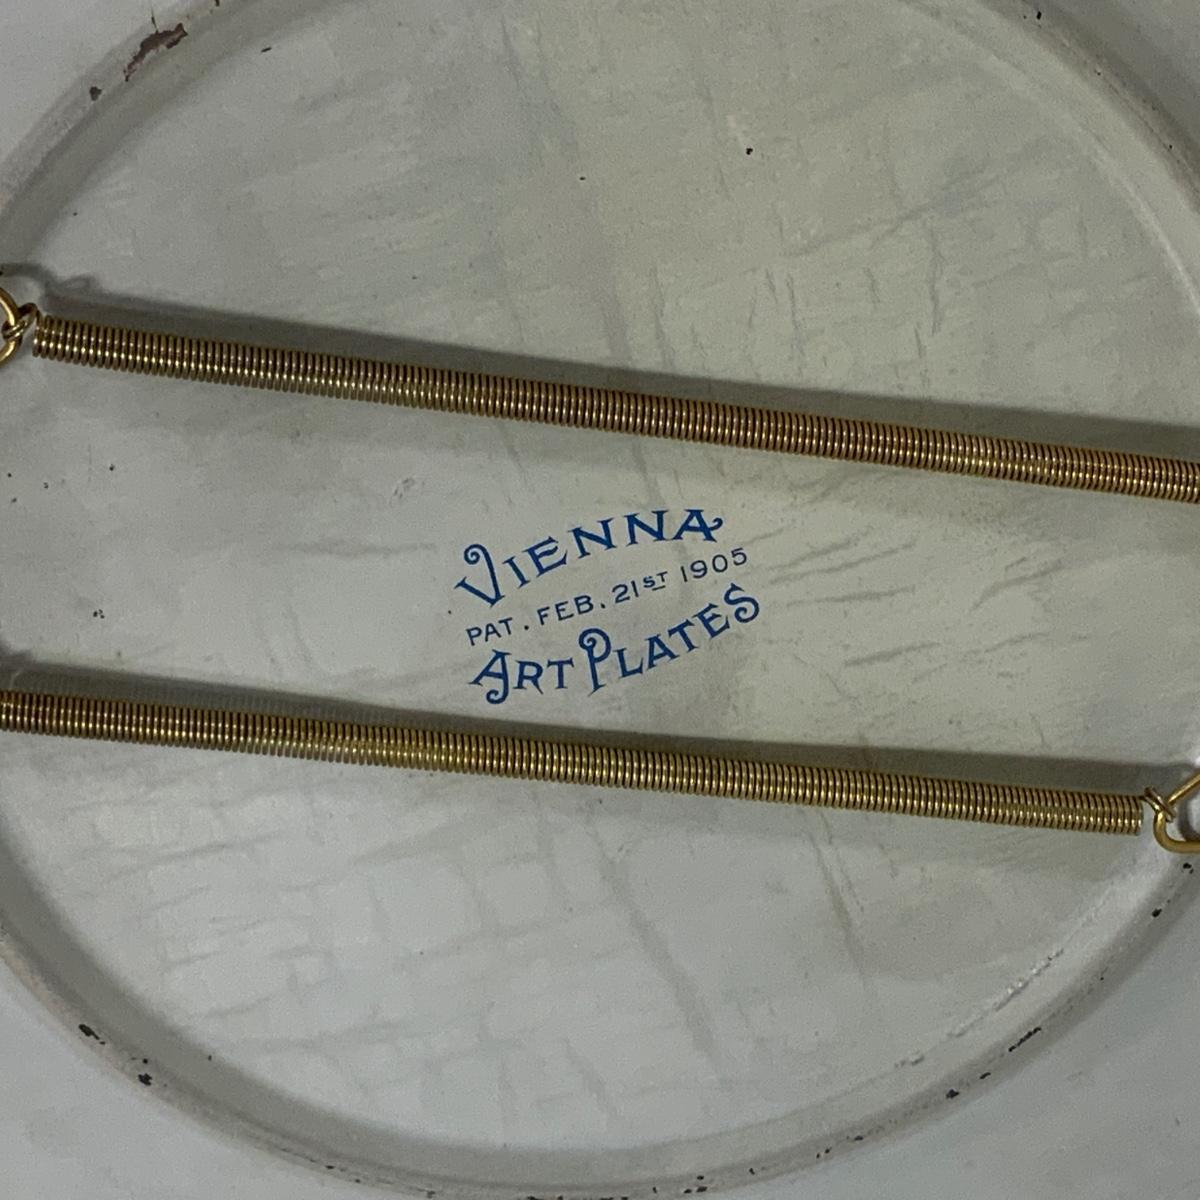 VIENNA
PAT. FEB. 21ST 1905
ART PLATES